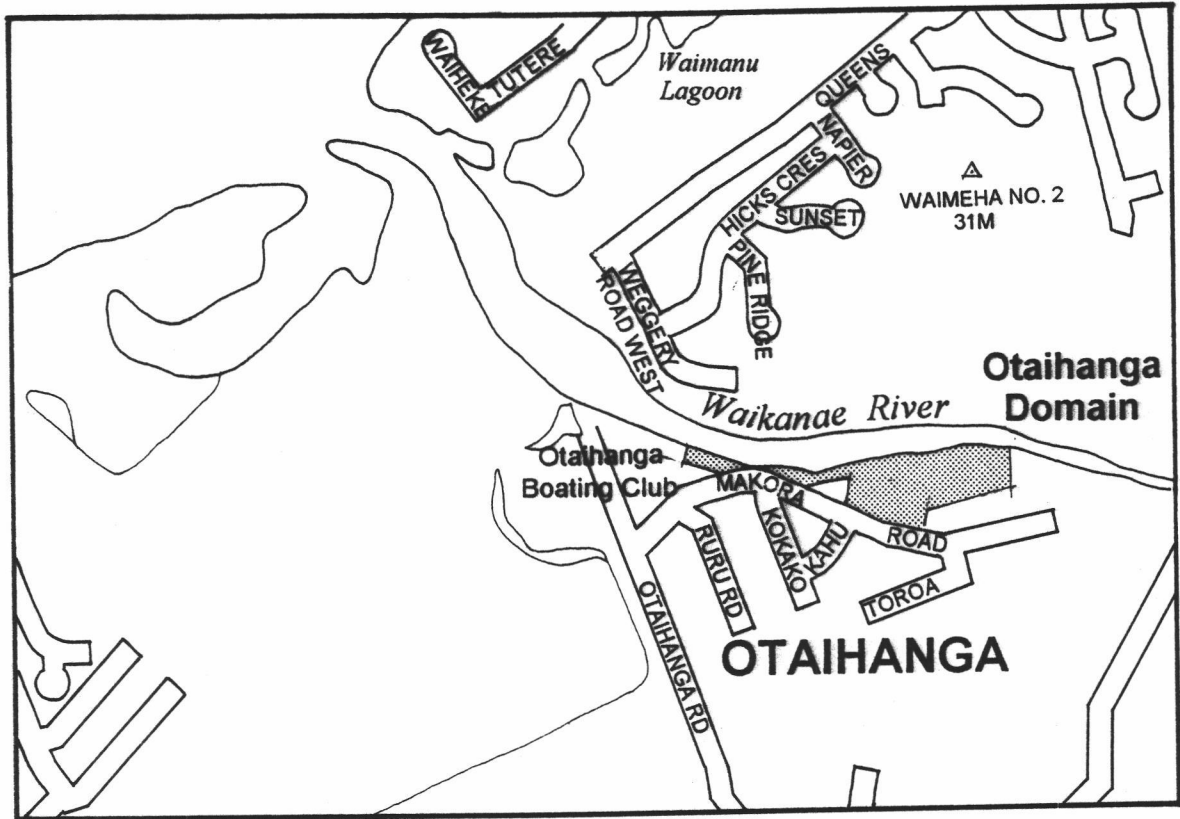 WAIHEKE
TUTERE
Waimanu
Lagoon
QUEENS
NAPIER
HICKS CRES
SUNSET
WAIMEHA NO. 2
31M
PINE RIDGE
WEGGERY
ROAD WEST
Otaihanga
Domain
Waikanae River
Otaihanga
Boating Club
MAKORA
ROAD
KOKAKO
KAHU
RURU RD
TOROA
OTAIHANGA RD
OTAIHANGA